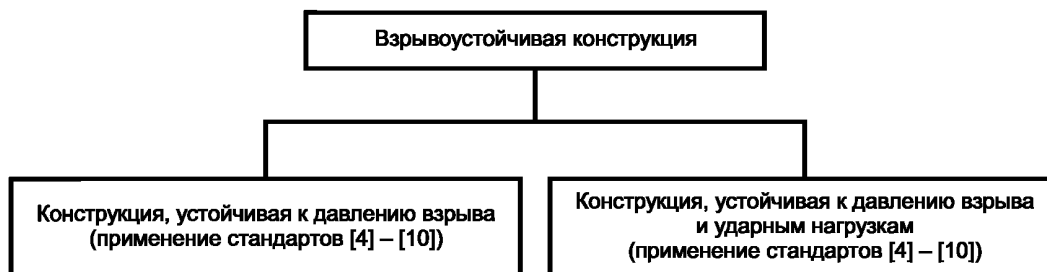 Взрывоустойчивая конструкция
Конструкция, устойчивая к давлению взрыва
(применение стандартов [4] – [10])
Конструкция, устойчивая к давлению взрыва
и ударным нагрузкам
(применение стандартов [4] – [10])